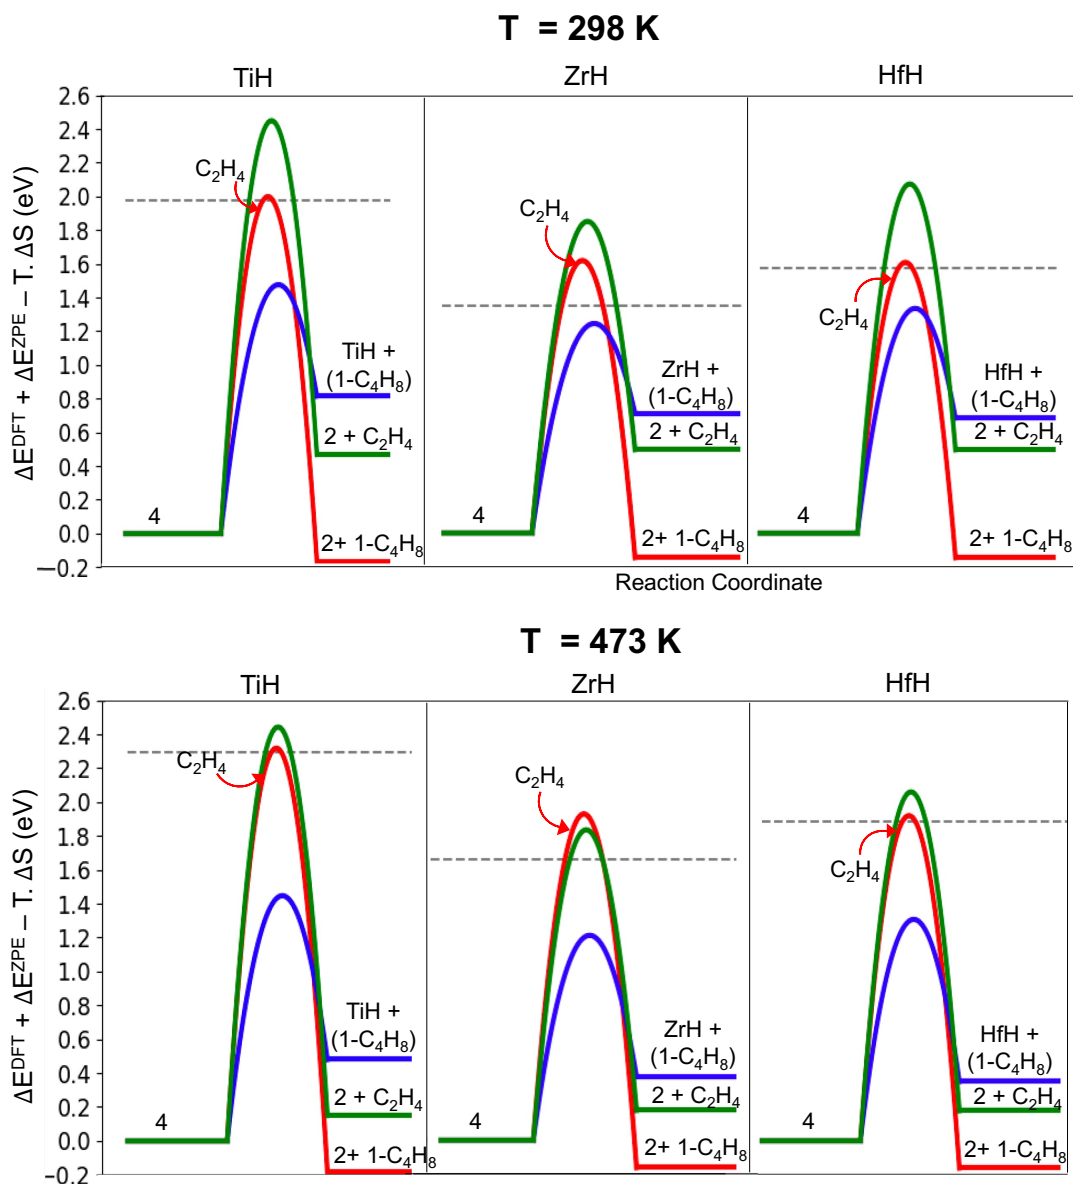 T = 298 K
TiH
ZrH
HfH
ΔE^DFT + ΔE^ZPE – T. ΔS (eV)
2.6
2.4
2.2
2.0
1.8
1.6
1.4
1.2
1.0
0.8
0.6
0.4
0.2
0.0
−0.2
C₂H₄
TiH +
(1-C₄H₈)
2 + C₂H₄
4
2+ 1-C₄H₈
C₂H₄
ZrH +
(1-C₄H₈)
2 + C₂H₄
4
2+ 1-C₄H₈
C₂H₄
HfH +
(1-C₄H₈)
2 + C₂H₄
4
2+ 1-C₄H₈
Reaction Coordinate
T = 473 K
TiH
ZrH
HfH
ΔE^DFT + ΔE^ZPE – T. ΔS (eV)
2.6
2.4
2.2
2.0
1.8
1.6
1.4
1.2
1.0
0.8
0.6
0.4
0.2
0.0
−0.2
C₂H₄
TiH +
(1-C₄H₈)
2 + C₂H₄
4
2+ 1-C₄H₈
C₂H₄
ZrH +
(1-C₄H₈)
2 + C₂H₄
4
2+ 1-C₄H₈
C₂H₄
HfH +
(1-C₄H₈)
2 + C₂H₄
4
2+ 1-C₄H₈